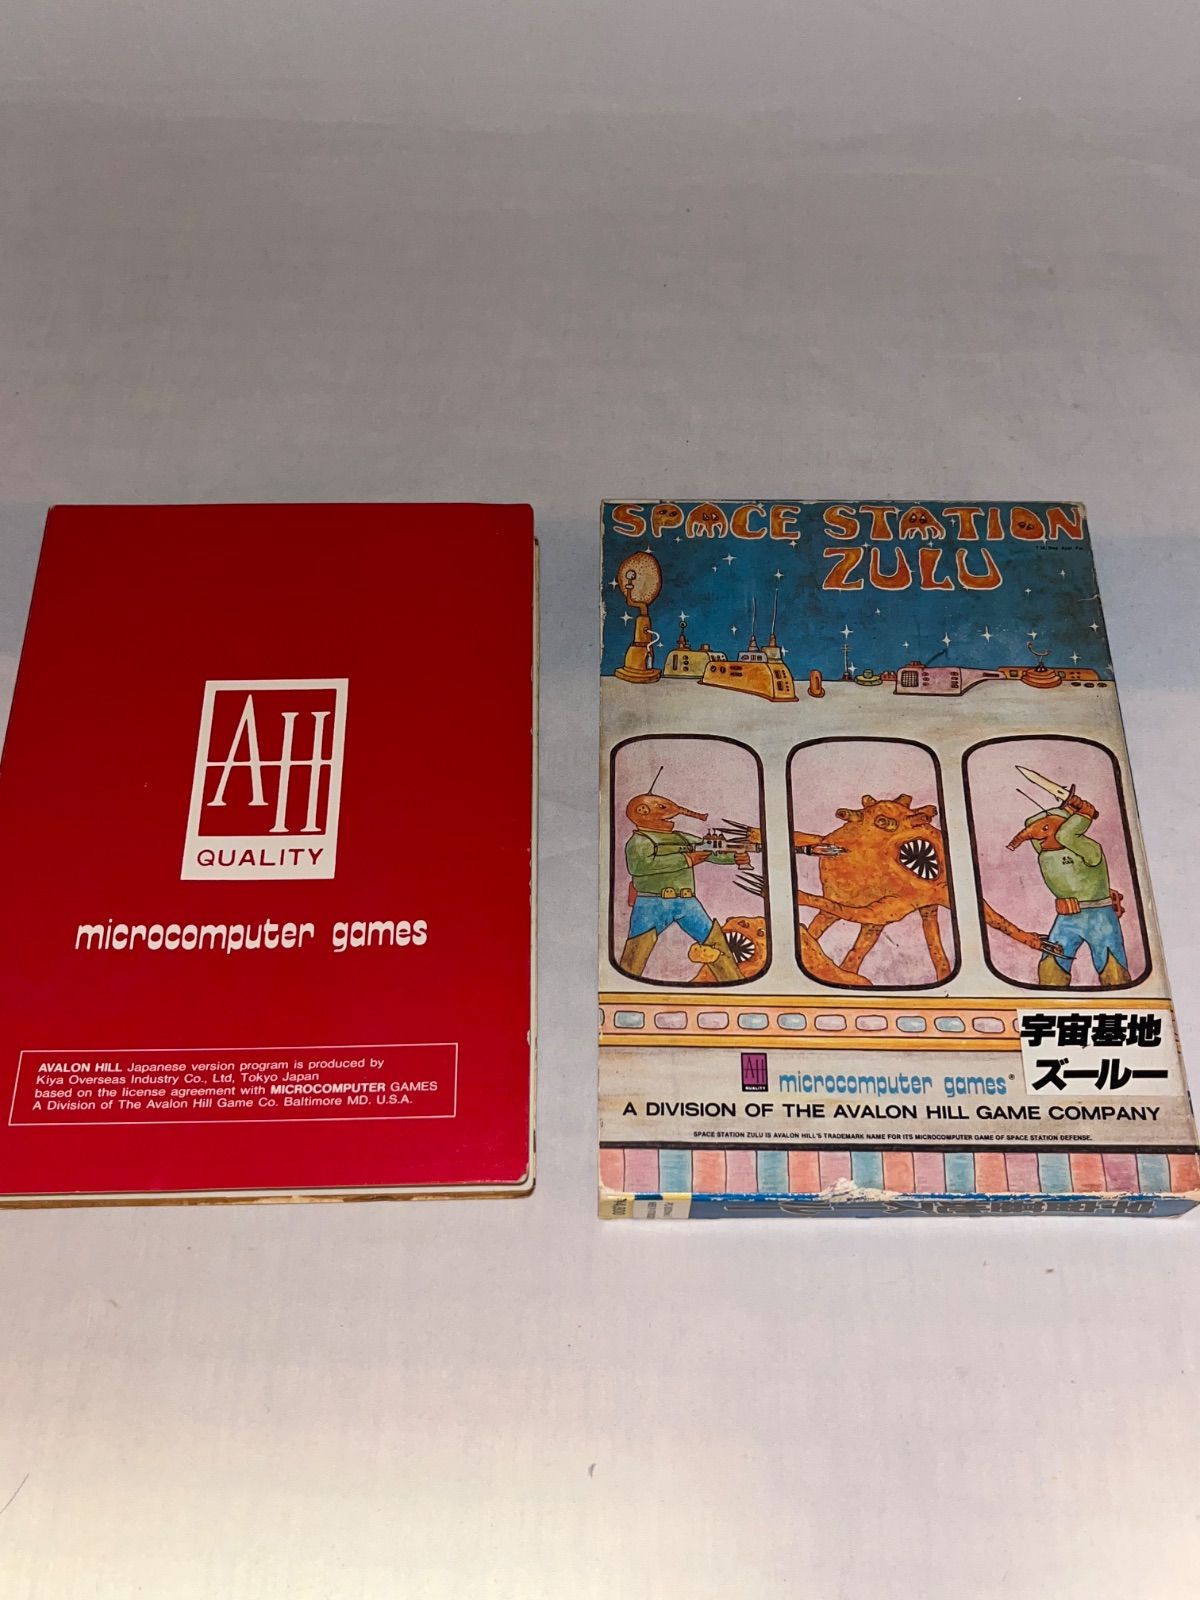 AH
QUALITY
microcomputer games
AVALON HILL Japanese version program is produced by
Kiya Overseas Industry Co., Ltd, Tokyo Japan
based on the license agreement with MICROCOMPUTER GAMES
A Division of The Avalon Hill Game Co. Baltimore MD. U.S.A.
SPACE STATION
ZULU
宇宙基地
ズールー
AH
QUALITY
microcomputer games®
A DIVISION OF THE AVALON HILL GAME COMPANY
SPACE STATION ZULU IS AVALON HILL'S TRADEMARK NAME FOR ITS MICROCOMPUTER GAME OF SPACE STATION DEFENSE.